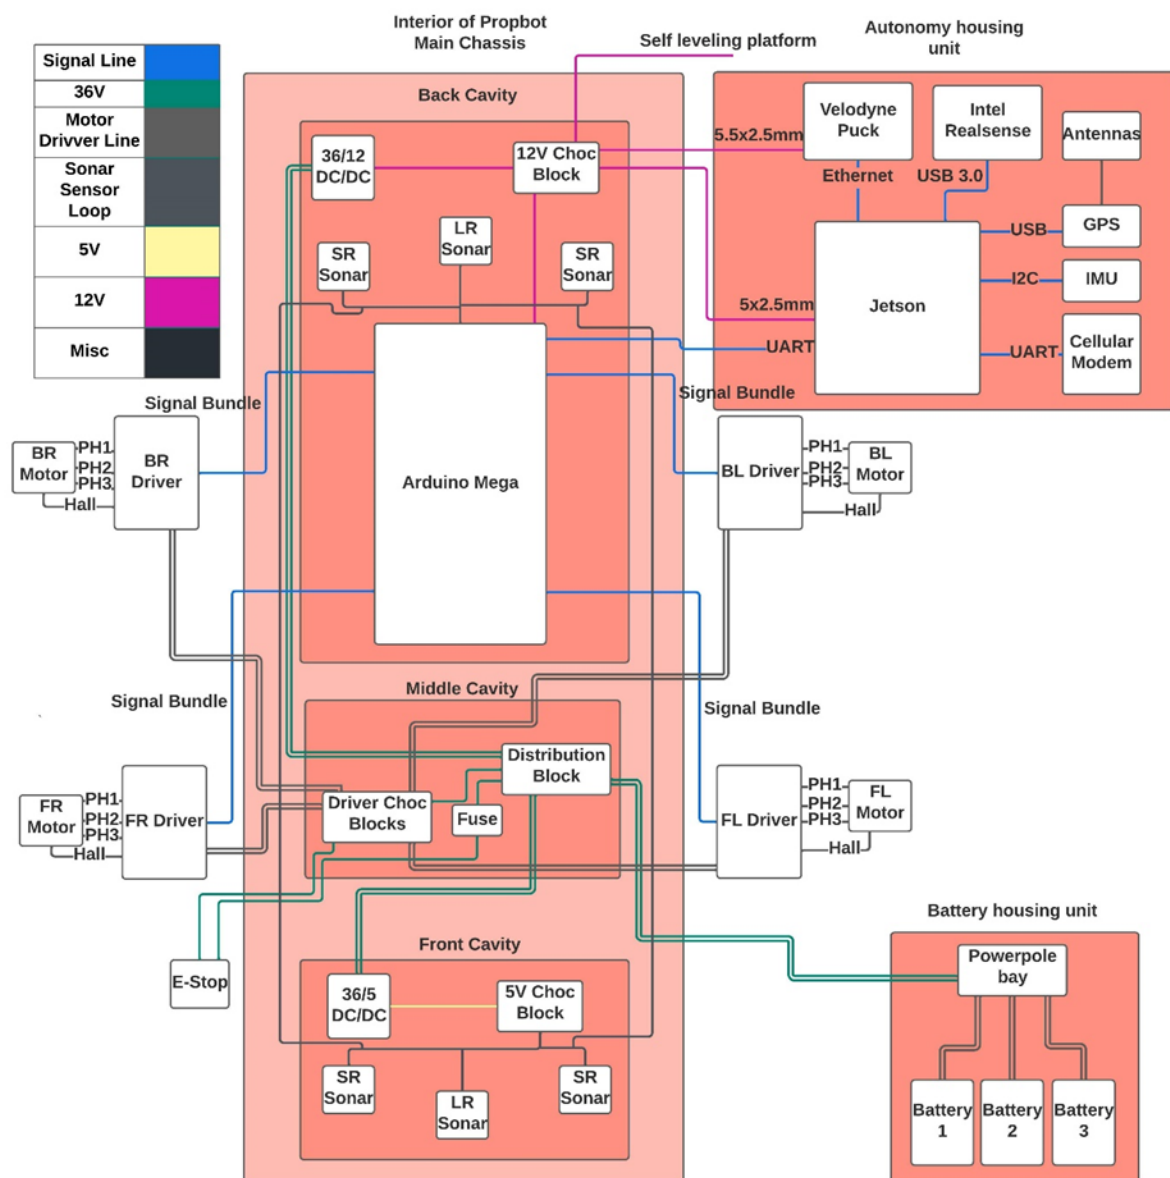 Signal Line
36V
Motor
Drivver Line
Sonar
Sensor
Loop
5V
12V
Misc
Interior of Propbot
Main Chassis
Self leveling platform
Autonomy housing
unit
Back Cavity
36/12
DC/DC
12V Choc
Block
5.5x2.5mm
Velodyne
Puck
Intel
Realsense
Antennas
Ethernet
USB 3.0
SR
Sonar
LR
Sonar
SR
Sonar
USB
GPS
I2C
IMU
5x2.5mm
Jetson
UART
UART
Cellular
Modem
Signal Bundle
Signal Bundle
BR
Motor
PH1
PH2
PH3
Hall
BR
Driver
Arduino Mega
BL Driver
PH1
PH2
PH3
Hall
BL
Motor
Signal Bundle
Middle Cavity
Signal Bundle
Distribution
Block
FR
Motor
PH1
PH2
PH3
Hall
FR Driver
Driver Choc
Blocks
Fuse
FL Driver
PH1
PH2
PH3
Hall
FL
Motor
E-Stop
Front Cavity
36/5
DC/DC
5V Choc
Block
SR
Sonar
LR
Sonar
SR
Sonar
Battery housing unit
Powerpole
bay
Battery
1
Battery
2
Battery
3